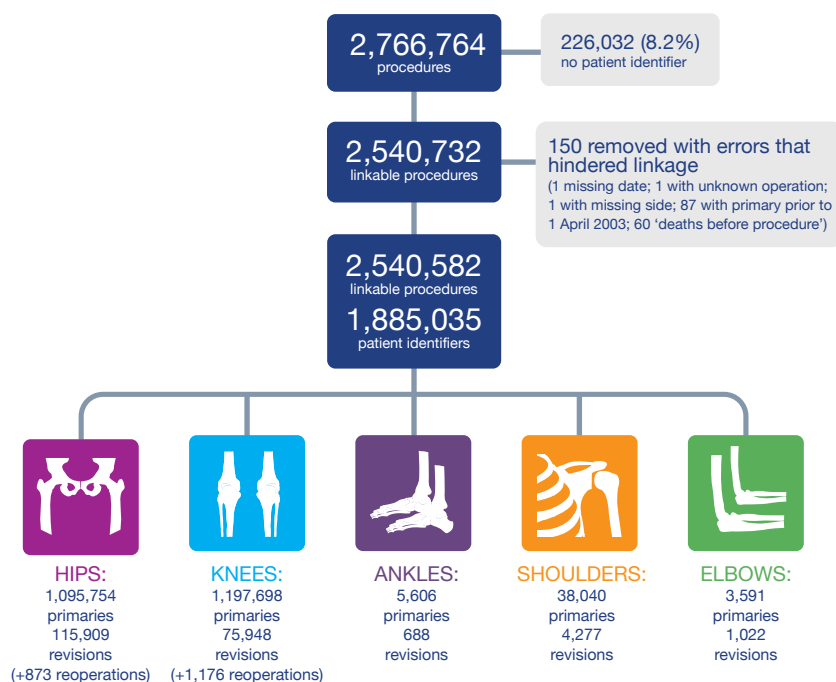 2,766,764
procedures
226,032 (8.2%)
no patient identifier
2,540,732
linkable procedures
150 removed with errors that
hindered linkage
(1 missing date; 1 with unknown operation;
1 with missing side; 87 with primary prior to
1 April 2003; 60 ‘deaths before procedure’)
2,540,582
linkable procedures
1,885,035
patient identifiers
HIPS:
1,095,754
primaries
115,909
revisions
(+873 reoperations)
KNEES:
1,197,698
primaries
75,948
revisions
(+1,176 reoperations)
ANKLES:
5,606
primaries
688
revisions
SHOULDERS:
38,040
primaries
4,277
revisions
ELBOWS:
3,591
primaries
1,022
revisions